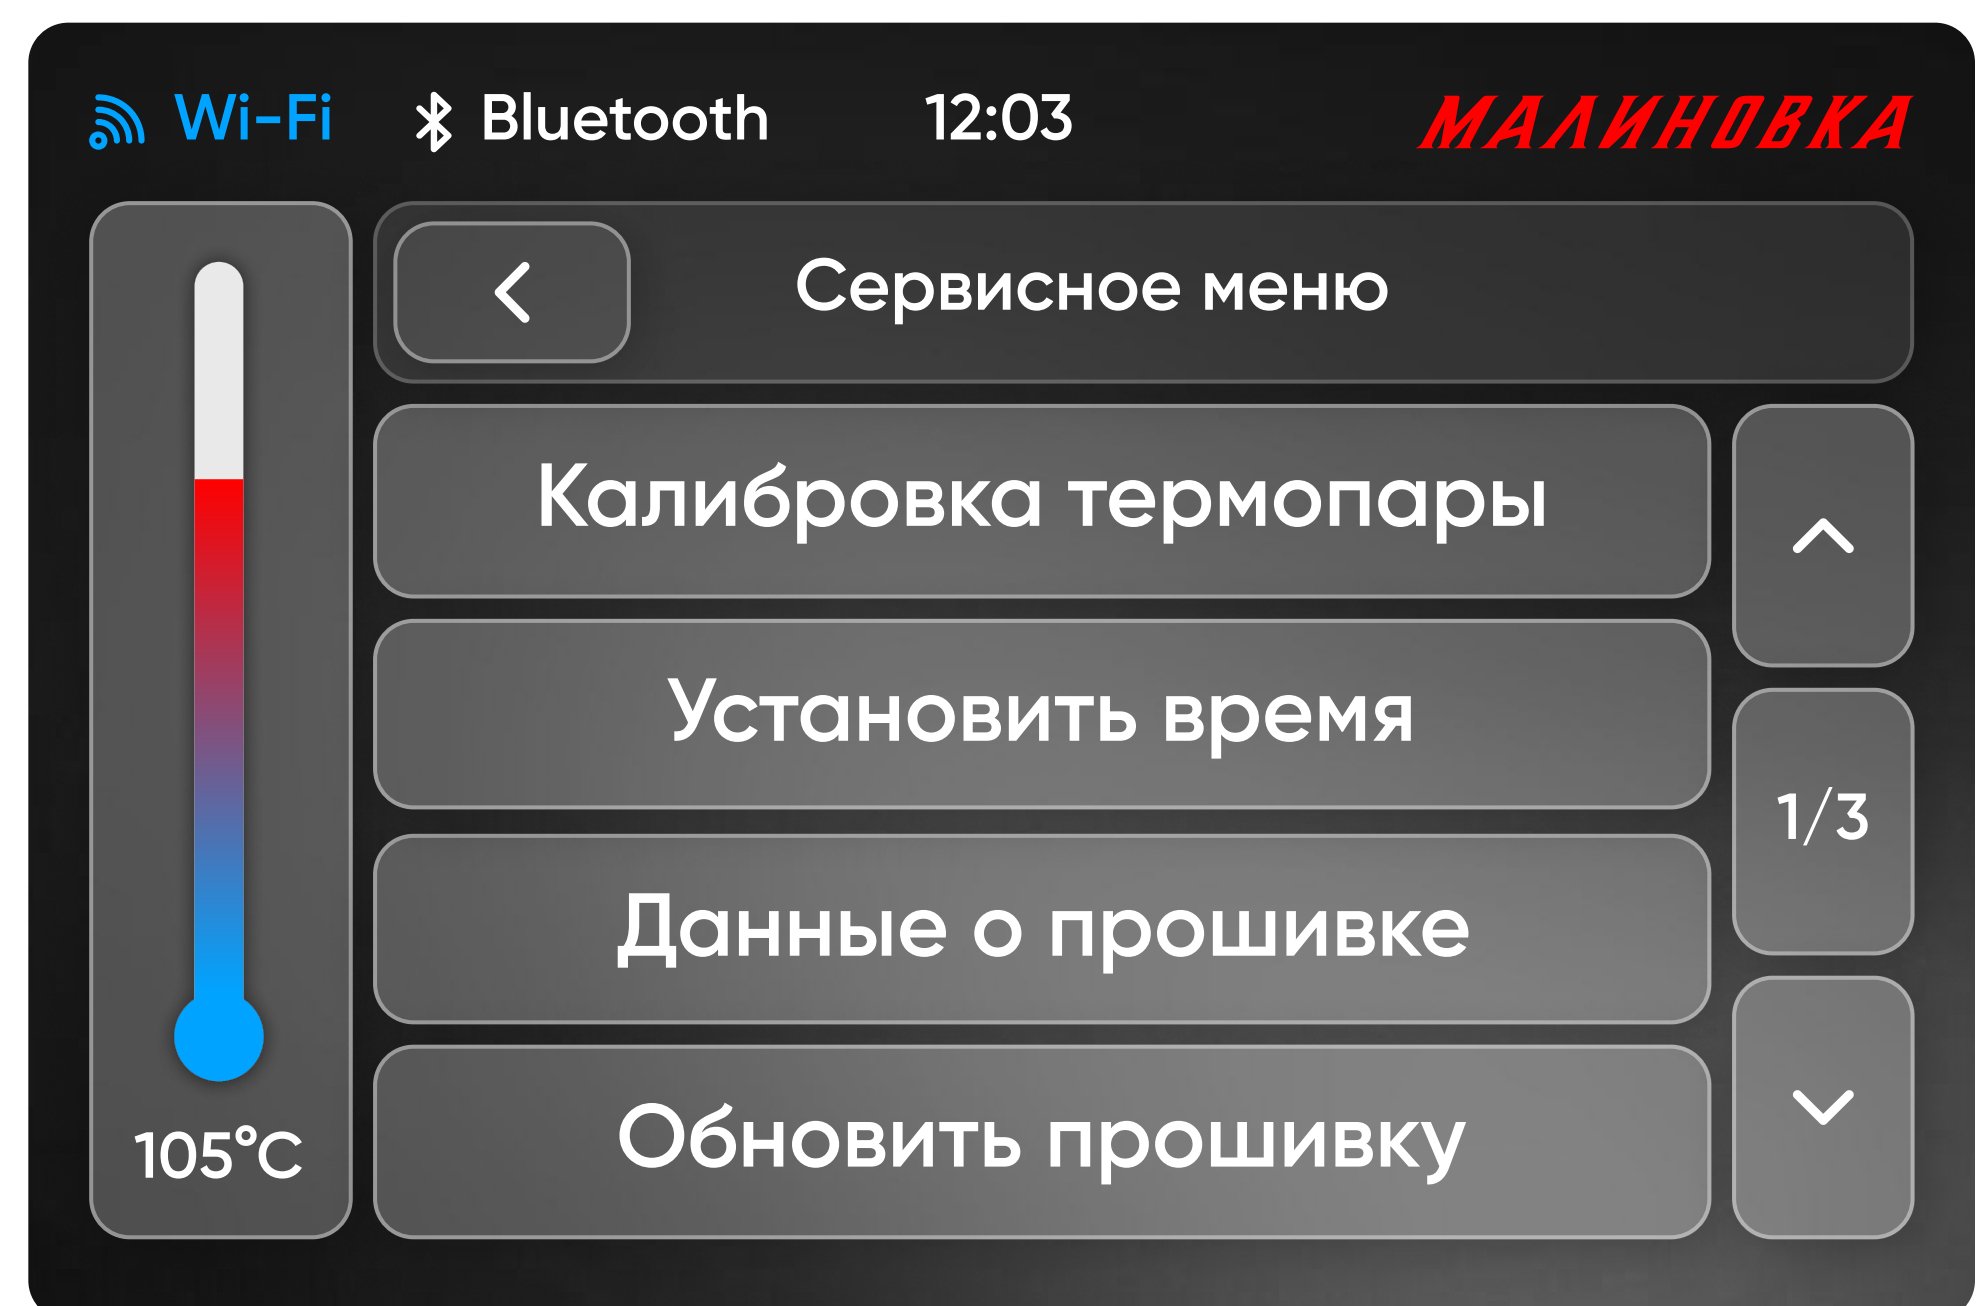 Wi-Fi Bluetooth 12:03 МАЛИНОВКА
Сервисное меню
Калибровка термопары
Установить время
1/3
Данные о прошивке
Обновить прошивку
105°C